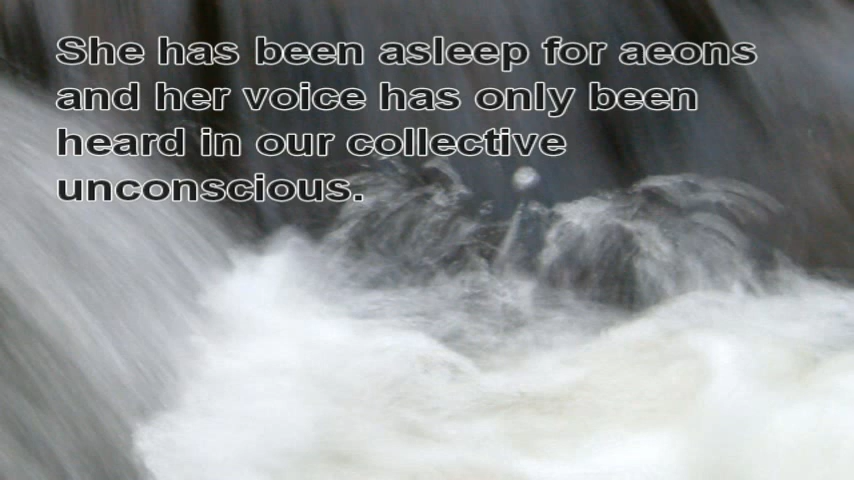 She has been asleep for aeons
and her voice has only been
heard in our collective
unconscious.